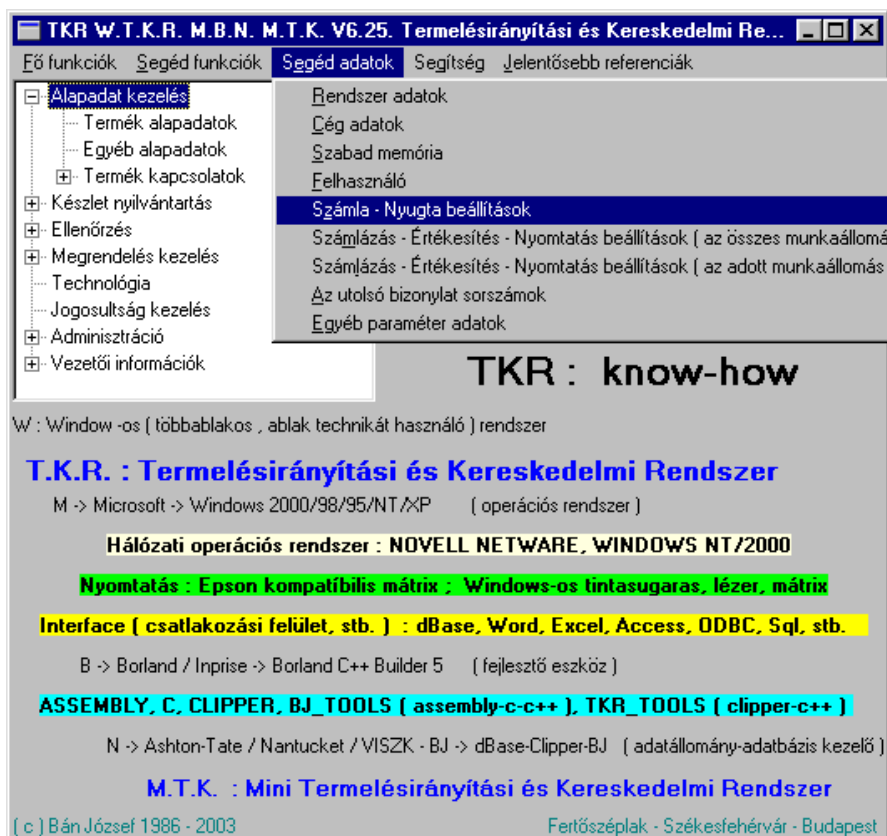 TKR W.T.K.R. M.B.N. M.T.K. V6.25. Termelésirányítási és Kereskedelmi Re...
Fő funkciók Segéd funkciók Segéd adatok Segítség Jelentősebb referenciák
Alapadat kezelés
Termék alapadatok
Egyéb alapadatok
Termék kapcsolatok
Készlet nyilvántartás
Ellenőrzés
Megrendelés kezelés
Technológia
Jogosultság kezelés
Adminisztráció
Vezetői információk
Rendszer adatok
Cég adatok
Szabad memória
Felhasználó
Számla - Nyugta beállítások
Számlázás - Értékesítés - Nyomtatás beállítások ( az összes munkaállomá
Számlázás - Értékesítés - Nyomtatás beállítások ( az adott munkaállomás
Az utolsó bizonylat sorszámok
Egyéb paraméter adatok
TKR : know-how
W : Window -os ( többablakos , ablak technikát használó ) rendszer
T.K.R. : Termelésirányítási és Kereskedelmi Rendszer
M -> Microsoft -> Windows 2000/98/95/NT/XP ( operációs rendszer )
Hálózati operációs rendszer : NOVELL NETWARE, WINDOWS NT/2000
Nyomtatás : Epson kompatíbilis mátrix ; Windows-os tintasugaras, lézer, mátrix
Interface ( csatlakozási felület, stb. ) : dBase, Word, Excel, Access, ODBC, Sql, stb.
B -> Borland / Inprise -> Borland C++ Builder 5 ( fejlesztő eszköz )
ASSEMBLY, C, CLIPPER, BJ_TOOLS ( assembly-c-c++ ), TKR_TOOLS ( clipper-c++ )
N -> Ashton-Tate / Nantucket / VISZK - BJ -> dBase-Clipper-BJ ( adatállomány-adatbázis kezelő )
M.T.K. : Mini Termelésirányítási és Kereskedelmi Rendszer
( c ) Bán József 1986 - 2003 Fertőszéplak - Székesfehérvár - Budapest